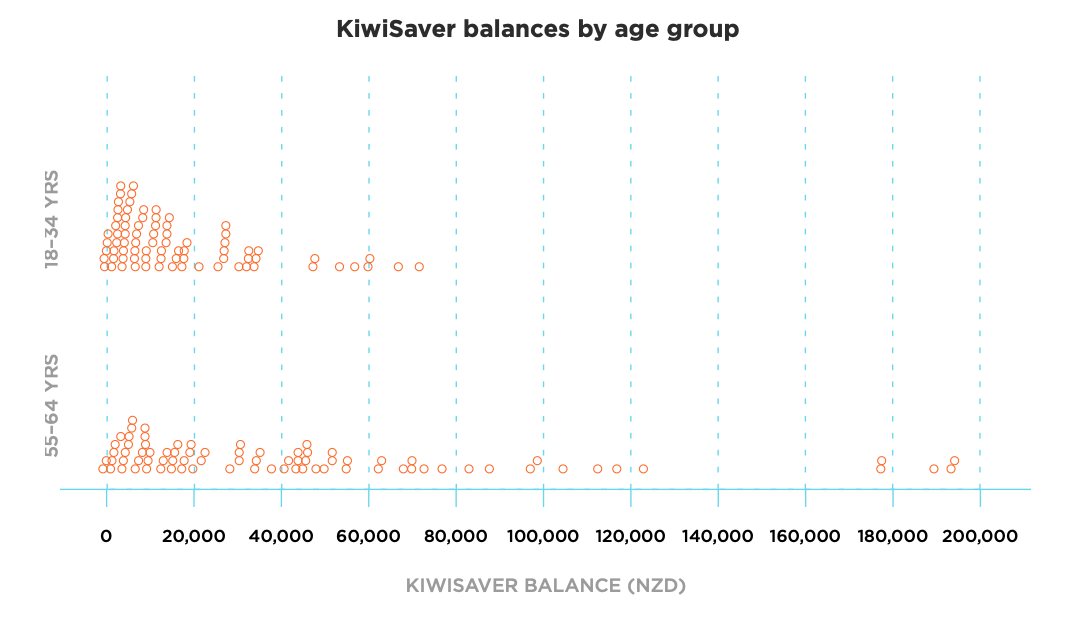 KiwiSaver balances by age group
18–34 YRS
55–64 YRS
0 20,000 40,000 60,000 80,000 100,000 120,000 140,000 160,000 180,000 200,000
KIWISAVER BALANCE (NZD)